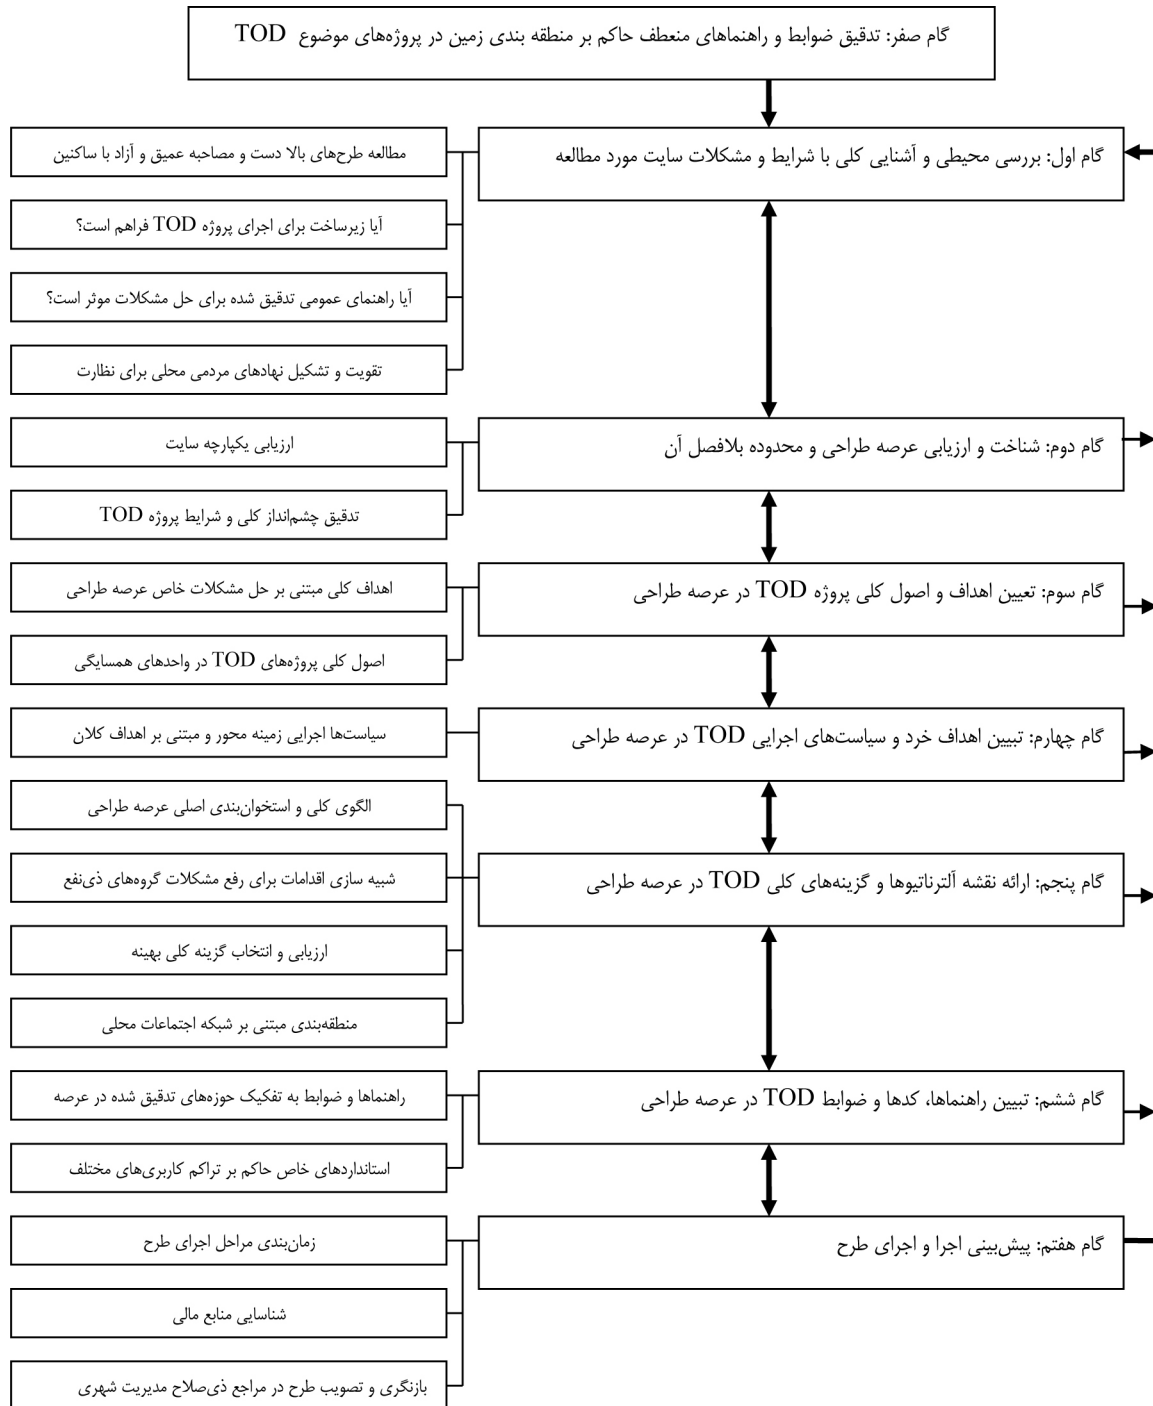 گام صفر: تدقیق ضوابط و راهنماهای منعطف حاکم بر منطقه بندی زمین در پروژه‌های موضوع TOD
گام اول: بررسی محیطی و آشنایی کلی با شرایط و مشکلات سایت مورد مطالعه
مطالعه طرح‌های بالا دست و مصاحبه عمیق و آزاد با ساکنین
آیا زیرساخت برای اجرای پروژه TOD فراهم است؟
آیا راهنمای عمومی تدقیق شده برای حل مشکلات موثر است؟
تقویت و تشکیل نهادهای مردمی محلی برای نظارت
گام دوم: شناخت و ارزیابی عرصه طراحی و محدوده بلافصل آن
ارزیابی یکپارچه سایت
تدقیق چشم‌انداز کلی و شرایط پروژه TOD
گام سوم: تعیین اهداف و اصول کلی پروژه TOD در عرصه طراحی
اهداف کلی مبتنی بر حل مشکلات خاص عرصه طراحی
اصول کلی پروژه‌های TOD در واحدهای همسایگی
گام چهارم: تبیین اهداف خرد و سیاست‌های اجرایی TOD در عرصه طراحی
سیاست‌ها اجرایی زمینه محور و مبتنی بر اهداف کلان
گام پنجم: ارائه نقشه آلترناتیوها و گزینه‌های کلی TOD در عرصه طراحی
الگوی کلی و استخوان‌بندی اصلی عرصه طراحی
شبیه سازی اقدامات برای رفع مشکلات گروه‌های ذی‌نفع
ارزیابی و انتخاب گزینه کلی بهینه
منطقه‌بندی مبتنی بر شبکه اجتماعات محلی
گام ششم: تبیین راهنماها، کدها و ضوابط TOD در عرصه طراحی
راهنماها و ضوابط به تفکیک حوزه‌های تدقیق شده در عرصه
استانداردهای خاص حاکم بر تراکم کاربری‌های مختلف
گام هفتم: پیش‌بینی اجرا و اجرای طرح
زمان‌بندی مراحل اجرای طرح
شناسایی منابع مالی
بازنگری و تصویب طرح در مراجع ذی‌صلاح مدیریت شهری